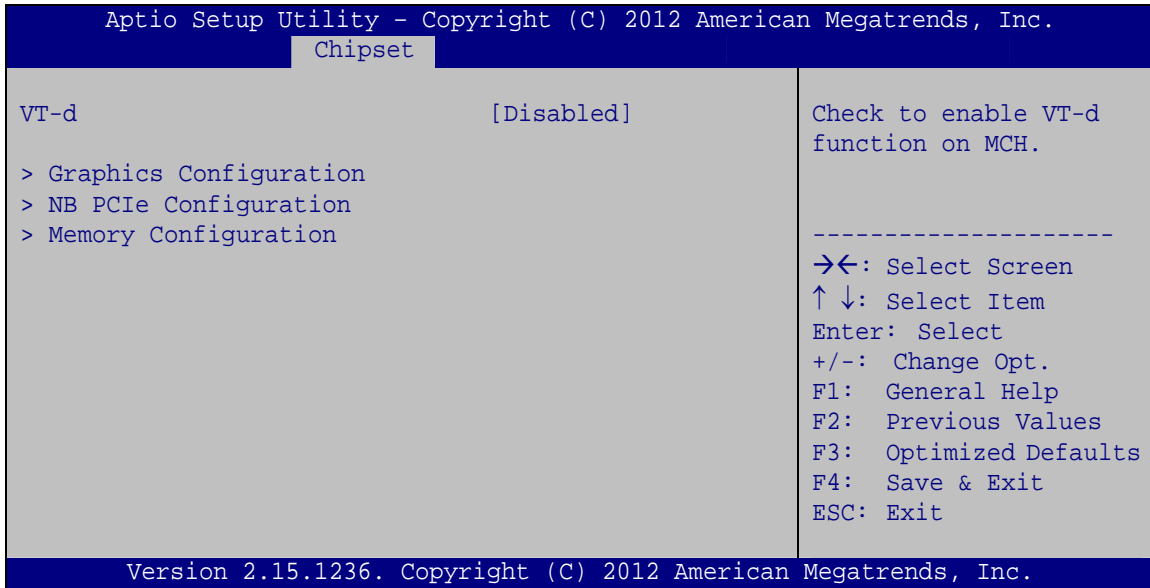 Aptio Setup Utility – Copyright (C) 2012 American Megatrends, Inc.
Chipset
VT-d [Disabled]
> Graphics Configuration
> NB PCIe Configuration
> Memory Configuration
Check to enable VT-d
function on MCH.
---------------------
→←: Select Screen
↑ ↓: Select Item
Enter: Select
+/-: Change Opt.
F1: General Help
F2: Previous Values
F3: Optimized Defaults
F4: Save & Exit
ESC: Exit
Version 2.15.1236. Copyright (C) 2012 American Megatrends, Inc.